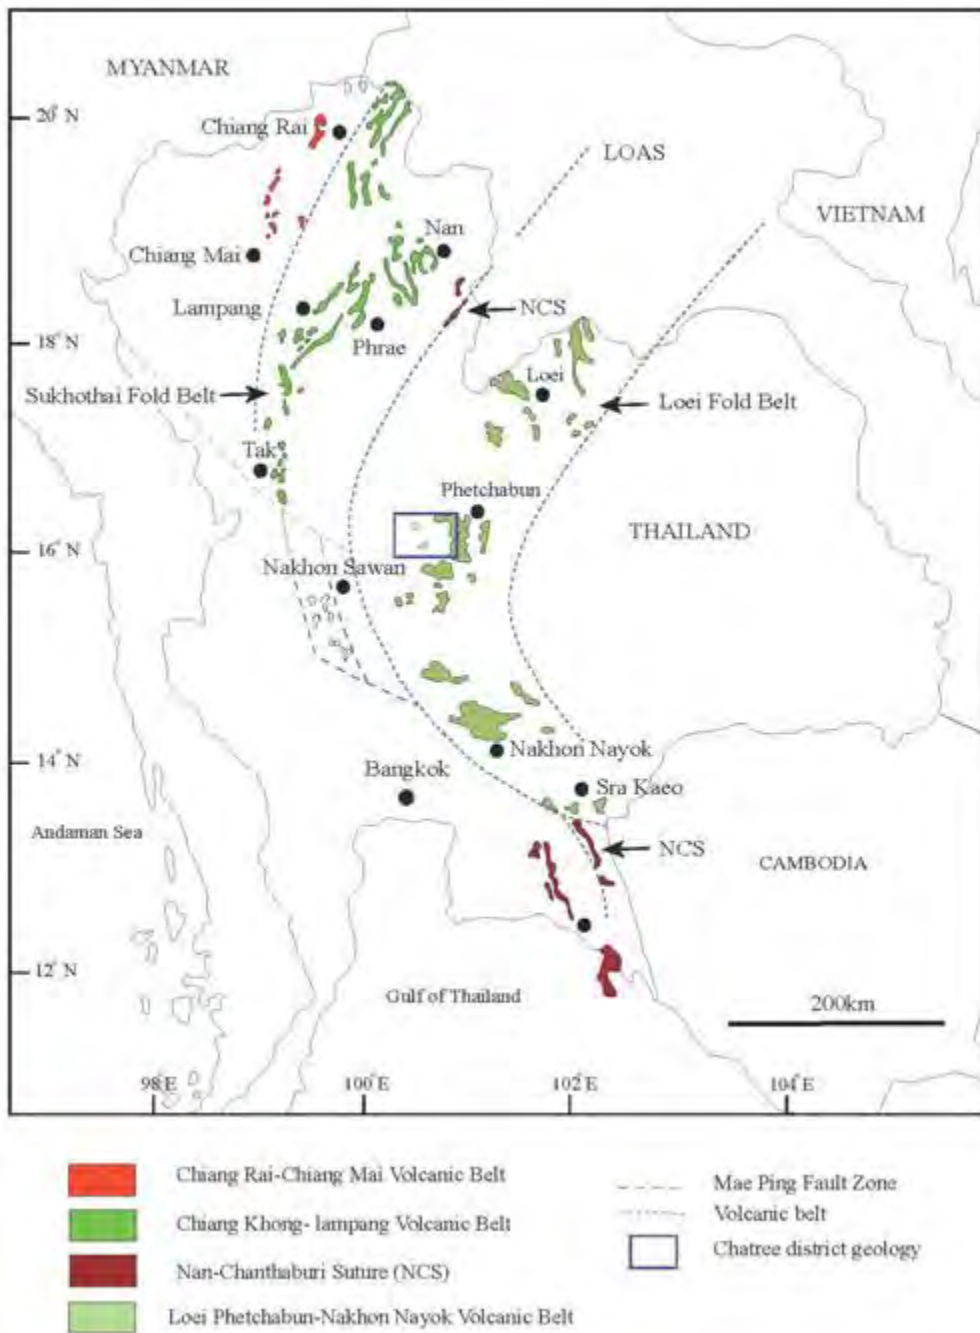 MYANMAR
20° N
Chiang Rai
LOAS
VIETNAM
Nan
Chiang Mai
Lampang
NCS
18° N
Phrae
Loei
Sukhothai Fold Belt
Loei Fold Belt
Tak
Phetchabun
THAILAND
16° N
Nakhon Sawan
Nakhon Nayok
14° N
Bangkok
Sra Kaeo
Andaman Sea
NCS
CAMBODIA
12° N
Gulf of Thailand
200km
98°E
100°E
102°E
104°E
Chiang Rai-Chiang Mai Volcanic Belt
Chiang Khong- lampang Volcanic Belt
Nan-Chanthaburi Suture (NCS)
Loei Phetchabun-Nakhon Nayok Volcanic Belt
Mae Ping Fault Zone
Volcanic belt
Chatree district geology